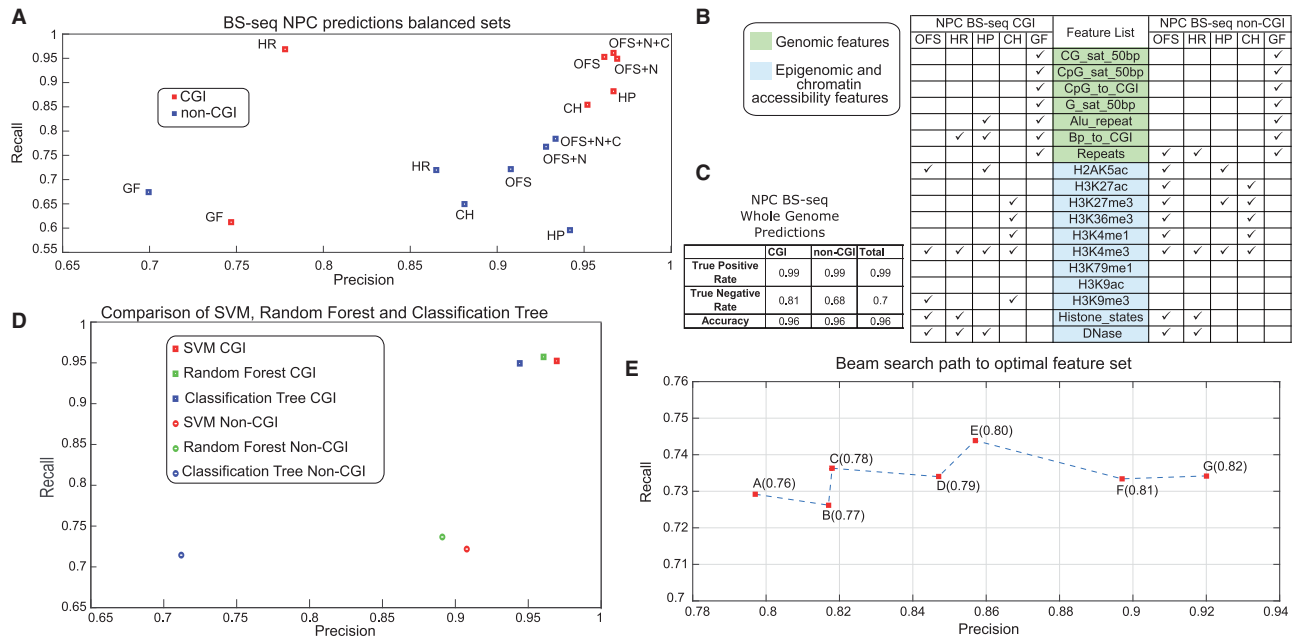 A
BS-seq NPC predictions balanced sets
Recall
1
0.95
0.9
0.85
0.8
0.75
0.7
0.65
0.6
0.55
HR
CGI
non-CGI
OFS+N+C
OFS
OFS+N
HP
CH
OFS+N+C
OFS+N
HR
OFS
GF
CH
GF
HP
0.65
0.7
0.75
0.8
0.85
0.9
0.95
1
Precision
B
Genomic features
Epigenomic and
chromatin
accessibility features
NPC BS-seq CGI
Feature List
NPC BS-seq non-CGI
OFS HR HP CH GF
OFS HR HP CH GF
✓ CG_sat_50bp ✓
✓ CpG_sat_50bp ✓
✓ CpG_to_CGI ✓
✓ G_sat_50bp ✓
✓ ✓ Alu_repeat ✓
✓ ✓ ✓ Bp_to_CGI ✓
✓ Repeats ✓ ✓ ✓
✓ ✓ H2AK5ac ✓ ✓
H3K27ac ✓ ✓
✓ H3K27me3 ✓ ✓ ✓
✓ H3K36me3 ✓ ✓
✓ H3K4me1 ✓ ✓
✓ ✓ ✓ ✓ H3K4me3 ✓ ✓ ✓ ✓
H3K79me1
H3K9ac
✓ ✓ H3K9me3 ✓
✓ ✓ Histone_states ✓ ✓
✓ ✓ ✓ DNase ✓ ✓
C
NPC BS-seq
Whole Genome
Predictions
CGI non-CGI Total
True Positive
Rate
0.99 0.99 0.99
True Negative
Rate
0.81 0.68 0.7
Accuracy 0.96 0.96 0.96
D
Comparison of SVM, Random Forest and Classification Tree
Recall
1
0.95
0.9
0.85
0.8
0.75
0.7
0.65
SVM CGI
Random Forest CGI
Classification Tree CGI
SVM Non-CGI
Random Forest Non-CGI
Classification Tree Non-CGI
0.65
0.7
0.75
0.8
0.85
0.9
0.95
1
Precision
E
Beam search path to optimal feature set
Recall
0.76
0.75
0.74
0.73
0.72
0.71
0.7
A(0.76)
B(0.77)
C(0.78)
D(0.79)
E(0.80)
F(0.81)
G(0.82)
0.78
0.8
0.82
0.84
0.86
0.88
0.9
0.92
0.94
Precision